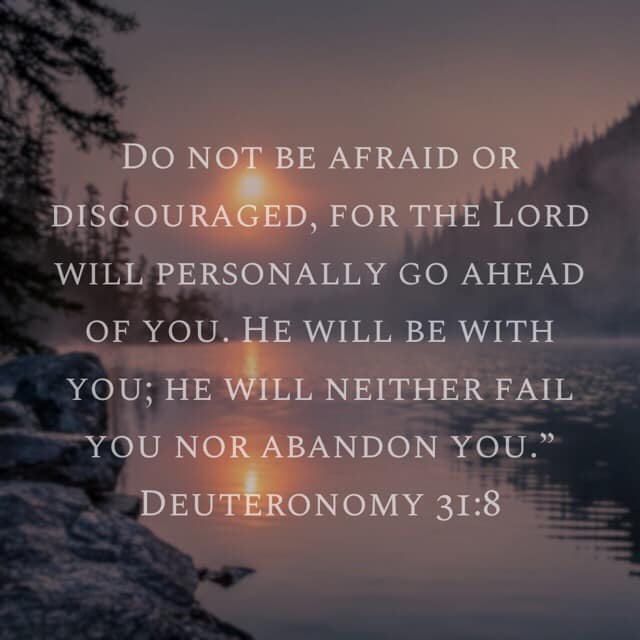 Do not be afraid or
discouraged, for the Lord
will personally go ahead
of you. He will be with
you; he will neither fail
you nor abandon you.”
Deuteronomy 31:8